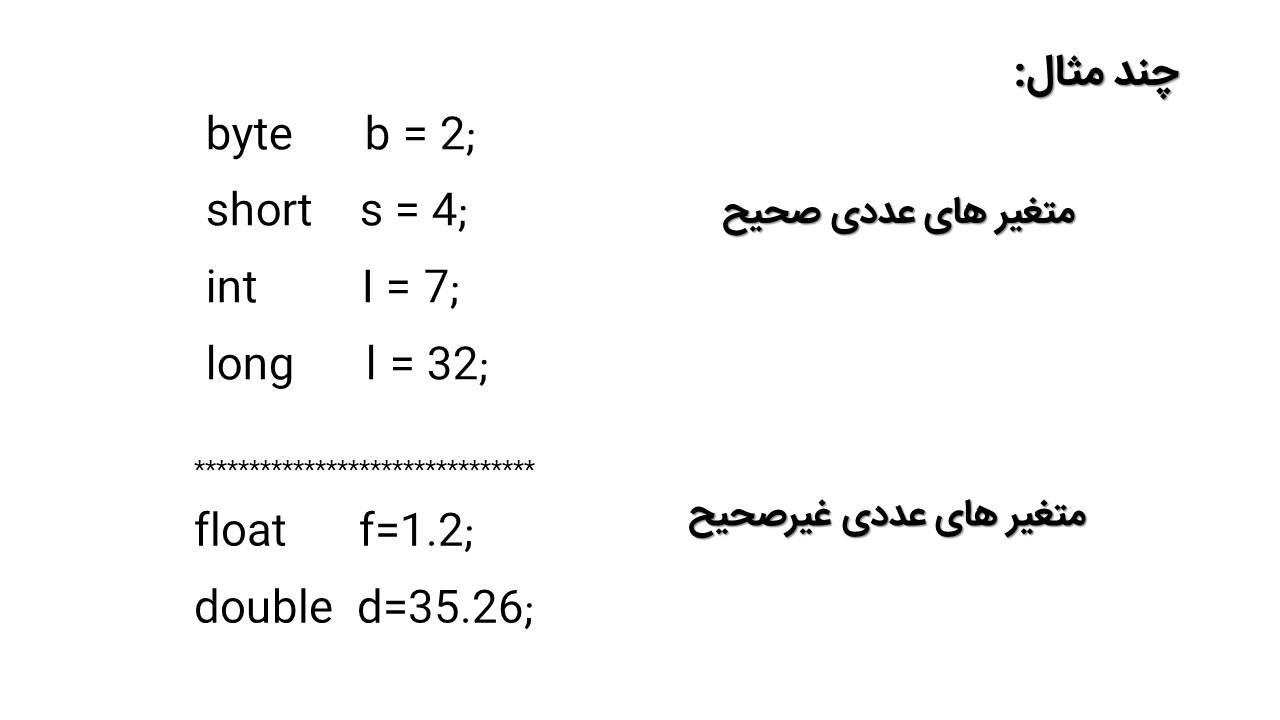 چند مثال:
byte b = 2;
short s = 4;
متغیر های عددی صحیح
int I = 7;
long l = 32;
*******************************
float f=1.2;
متغیر های عددی غیرصحیح
double d=35.26;